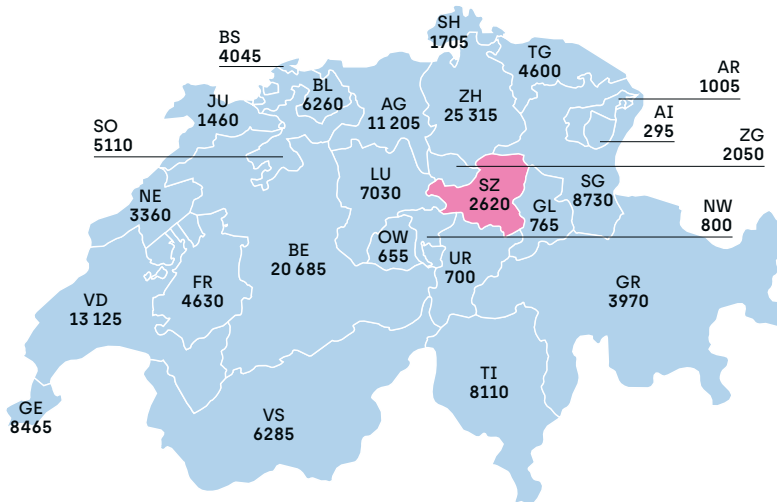 SH
1705
BS
4045
TG
4600
AR
1005
BL
6260
ZH
25 315
JU
1460
AG
11 205
AI
295
SO
5110
ZG
2050
LU
7030
SZ
2620
SG
8730
NE
3360
GL
765
NW
800
OW
655
BE
20 685
UR
700
FR
4630
GR
3970
VD
13 125
TI
8110
GE
8465
VS
6285